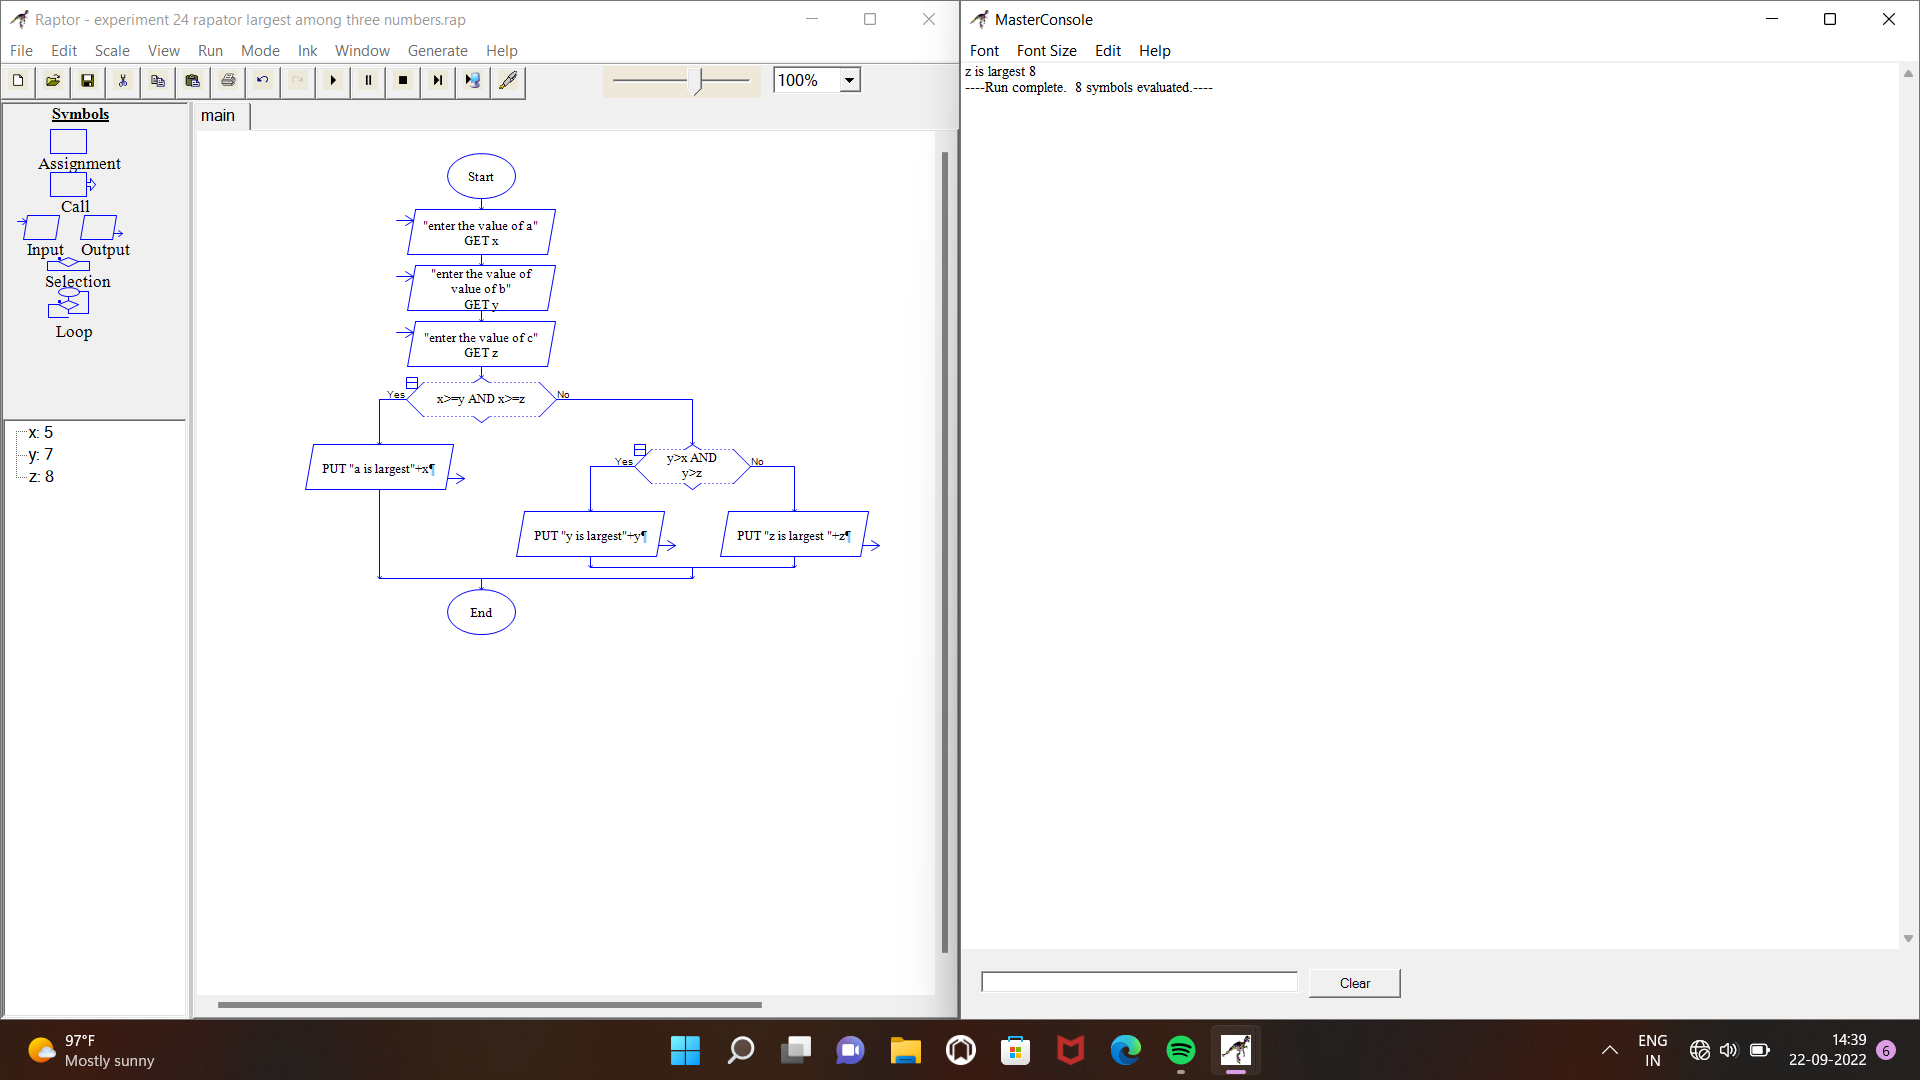 Raptor - experiment 24 rapator largest among three numbers.rap
File Edit Scale View Run Mode Ink Window Generate Help
100%
Symbols
Assignment
Call
Input Output
Selection
Loop
x: 5
y: 7
z: 8
main
Start
"enter the value of a"
GET x
"enter the value of
value of b"
GET y
"enter the value of c"
GET z
Yes x>=y AND x>=z No
PUT "a is largest"+x¶
Yes y>x AND No
y>z
PUT "y is largest"+y¶ PUT "z is largest "+z¶
End
MasterConsole
Font Font Size Edit Help
z is largest 8
----Run complete.  8 symbols evaluated.----
Clear
97°F
Mostly sunny
ENG
IN
14:39
22-09-2022
6